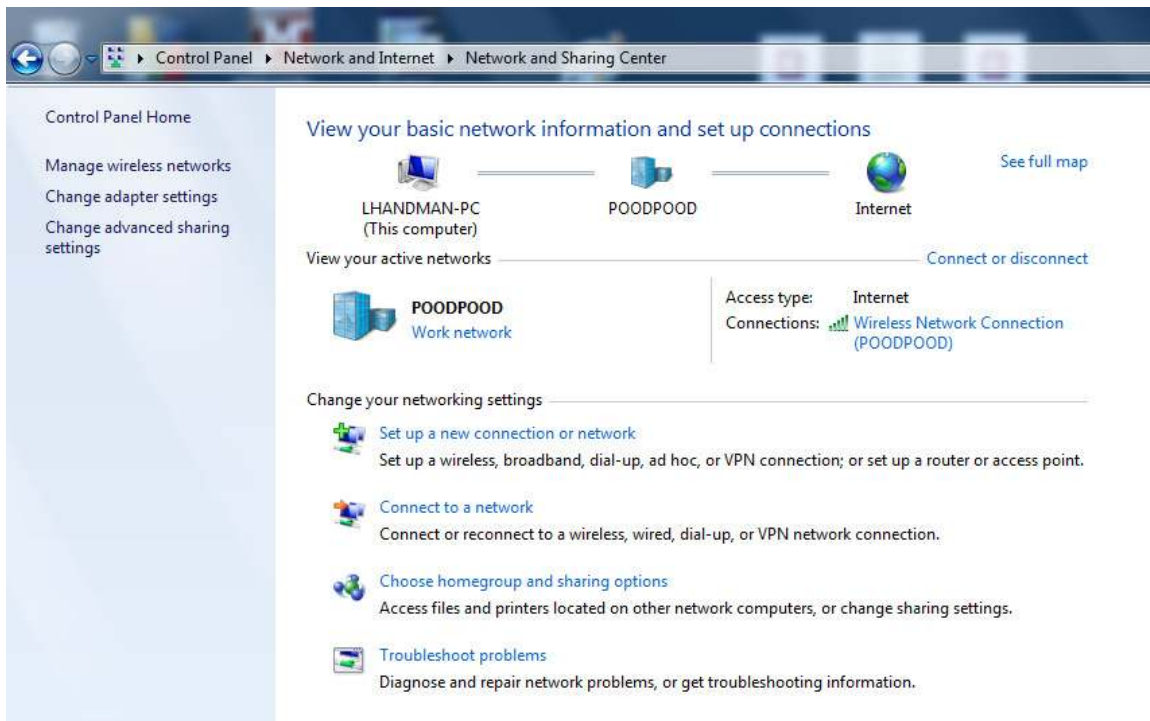 Control Panel ▸ Network and Internet ▸ Network and Sharing Center
Control Panel Home
Manage wireless networks
Change adapter settings
Change advanced sharing
settings
View your basic network information and set up connections
See full map
LHANDMAN-PC
(This computer)
POODPOOD
Internet
View your active networks
Connect or disconnect
POODPOOD
Work network
Access type: Internet
Connections: Wireless Network Connection
(POODPOOD)
Change your networking settings
Set up a new connection or network
Set up a wireless, broadband, dial-up, ad hoc, or VPN connection; or set up a router or access point.
Connect to a network
Connect or reconnect to a wireless, wired, dial-up, or VPN network connection.
Choose homegroup and sharing options
Access files and printers located on other network computers, or change sharing settings.
Troubleshoot problems
Diagnose and repair network problems, or get troubleshooting information.